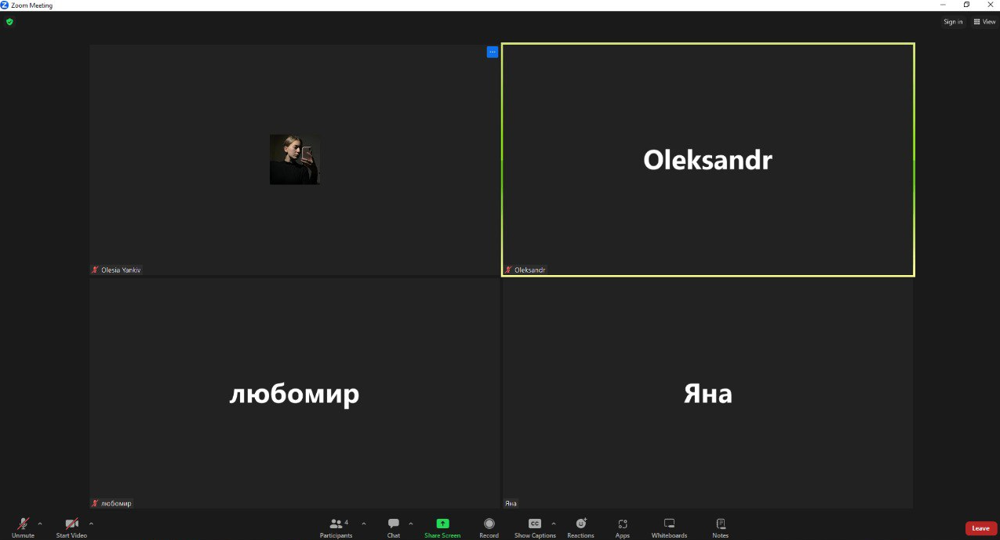 Zoom Meeting
Sign in View
Oleksandr
Olesia Yankiv
Oleksandr
любомир
Яна
любомир
Яна
4
Unmute Start Video Participants Chat Share Screen Record CC Show Captions Reactions Apps Whiteboards Notes Leave